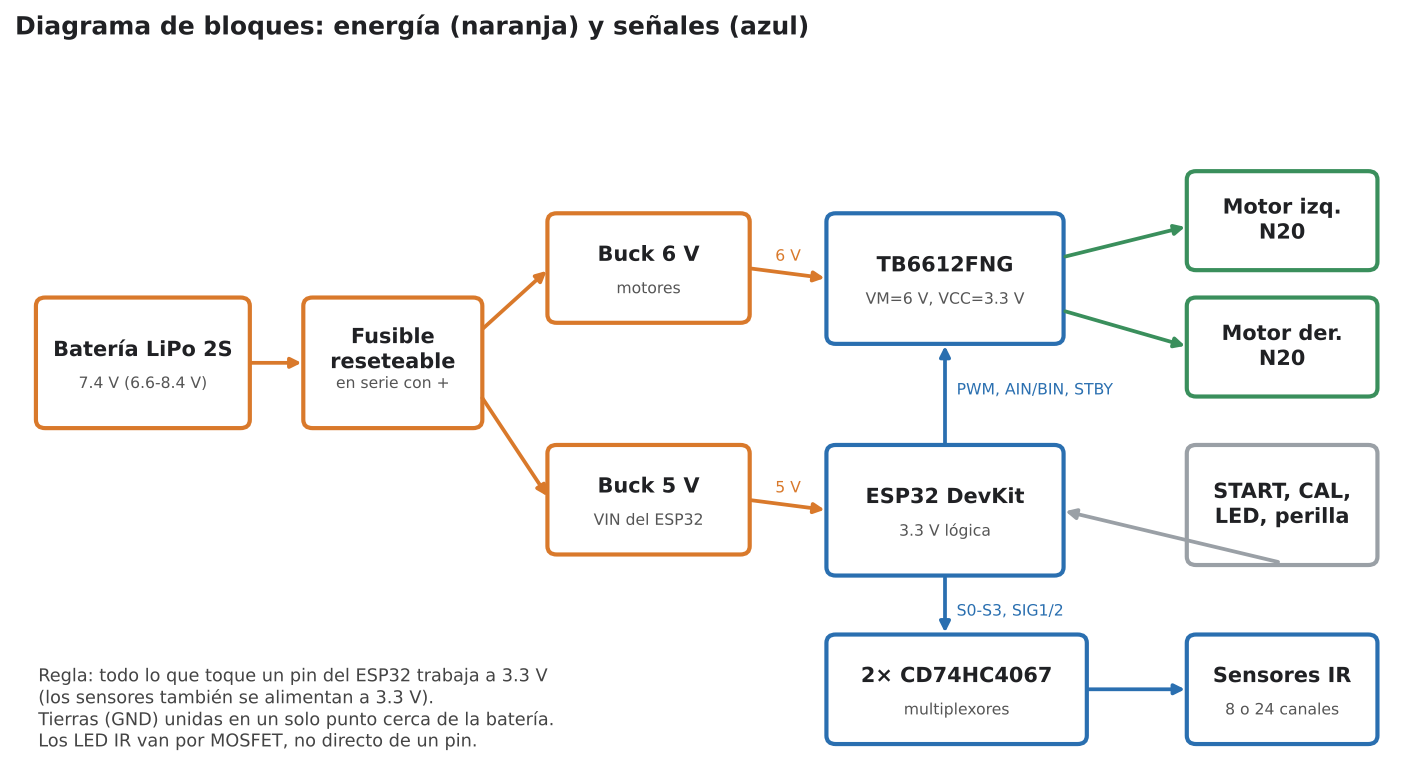 Diagrama de bloques: energía (naranja) y señales (azul)
Batería LiPo 2S
7.4 V (6.6-8.4 V)
Fusible
reseteable
en serie con +
Buck 6 V
motores
6 V
Buck 5 V
VIN del ESP32
5 V
TB6612FNG
VM=6 V, VCC=3.3 V
Motor izq.
N20
Motor der.
N20
PWM, AIN/BIN, STBY
ESP32 DevKit
3.3 V lógica
START, CAL,
LED, perilla
S0-S3, SIG1/2
2× CD74HC4067
multiplexores
Sensores IR
8 o 24 canales
Regla: todo lo que toque un pin del ESP32 trabaja a 3.3 V
(los sensores también se alimentan a 3.3 V).
Tierras (GND) unidas en un solo punto cerca de la batería.
Los LED IR van por MOSFET, no directo de un pin.